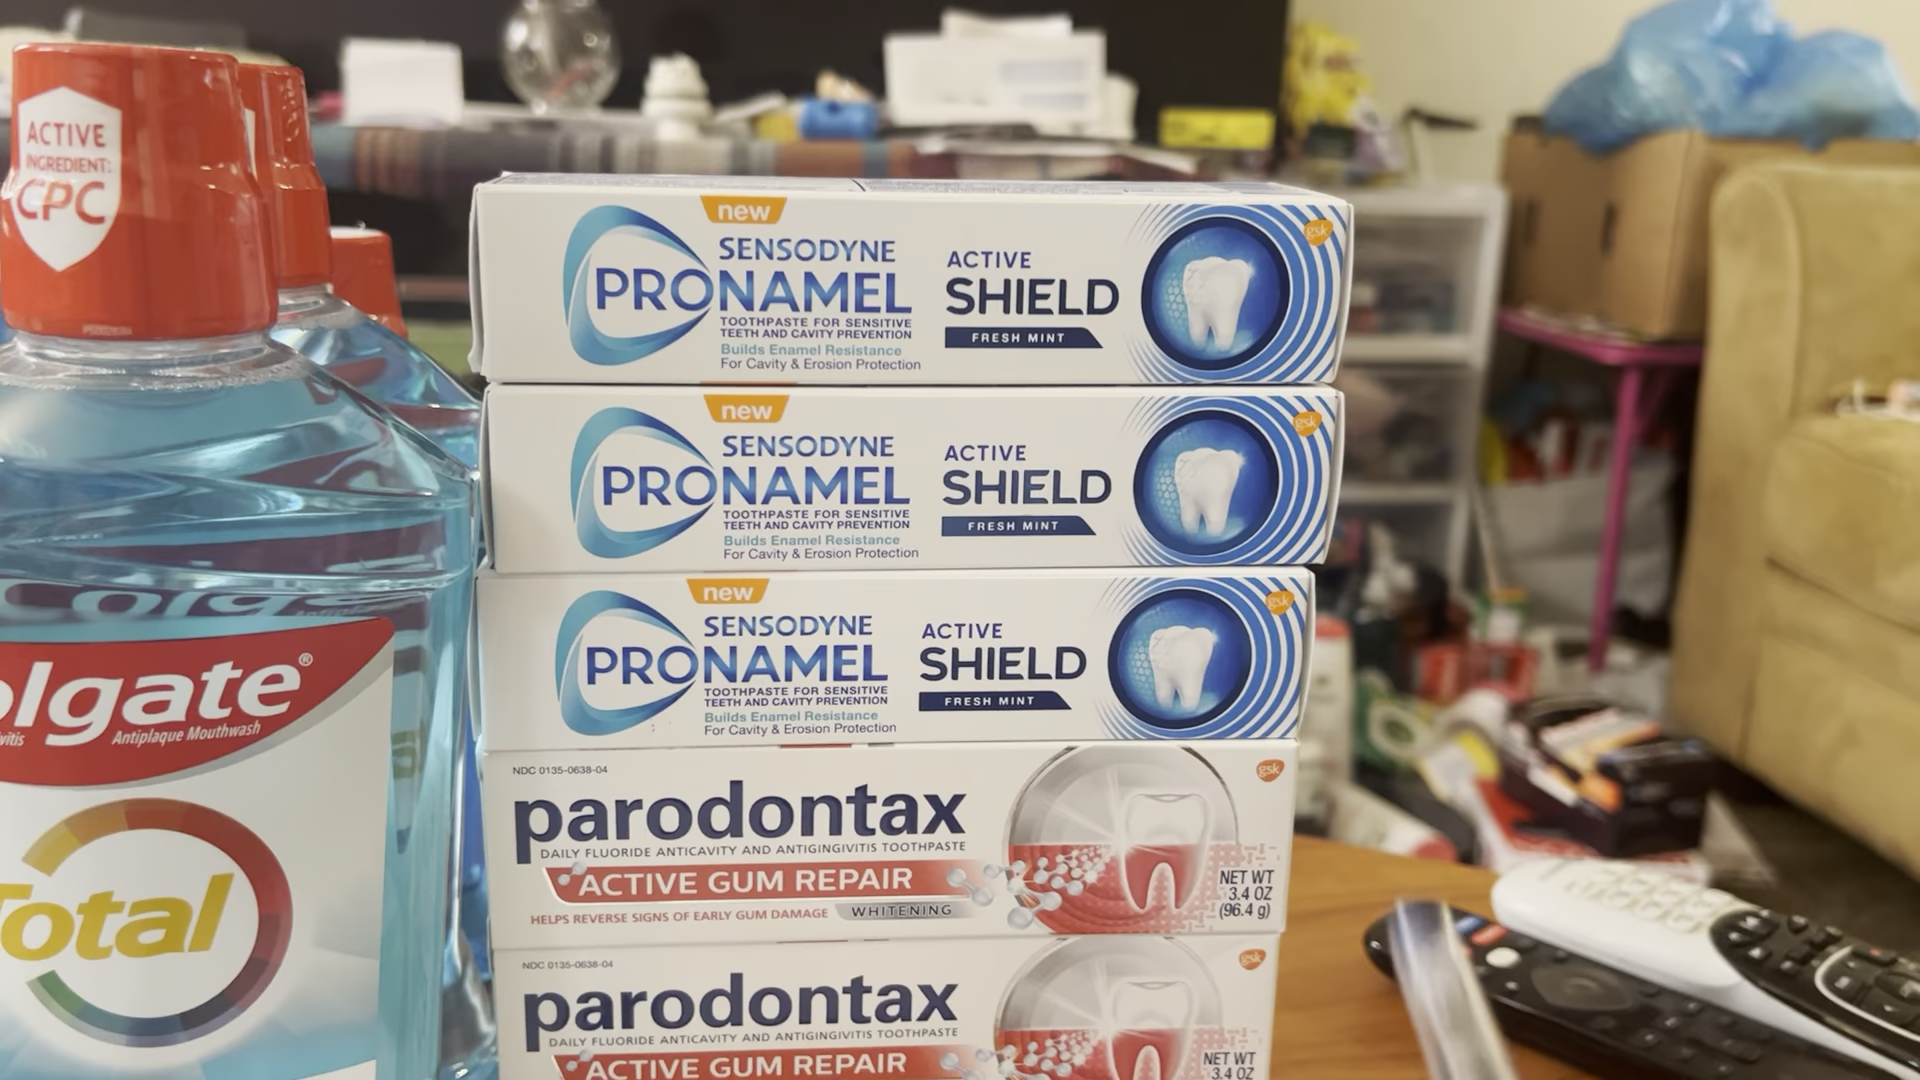 ACTIVE
INGREDIENT:
CPC
olgate®
Antiplaque Mouthwash
Total
new
SENSODYNE
PRONAMEL
TOOTHPASTE FOR SENSITIVE
TEETH AND CAVITY PREVENTION
Builds Enamel Resistance
For Cavity & Erosion Protection
ACTIVE
SHIELD
FRESH MINT
gsk
new
SENSODYNE
PRONAMEL
TOOTHPASTE FOR SENSITIVE
TEETH AND CAVITY PREVENTION
Builds Enamel Resistance
For Cavity & Erosion Protection
ACTIVE
SHIELD
FRESH MINT
gsk
new
SENSODYNE
PRONAMEL
TOOTHPASTE FOR SENSITIVE
TEETH AND CAVITY PREVENTION
Builds Enamel Resistance
For Cavity & Erosion Protection
ACTIVE
SHIELD
FRESH MINT
gsk
NDC 0135-0638-04
parodontax
DAILY FLUORIDE ANTICAVITY AND ANTIGINGIVITIS TOOTHPASTE
ACTIVE GUM REPAIR
HELPS REVERSE SIGNS OF EARLY GUM DAMAGE WHITENING
gsk
NET WT
3.4 OZ
(96.4 g)
NDC 0135-0638-04
parodontax
DAILY FLUORIDE ANTICAVITY AND ANTIGINGIVITIS TOOTHPASTE
ACTIVE GUM REPAIR
gsk
NET WT
3.4 OZ